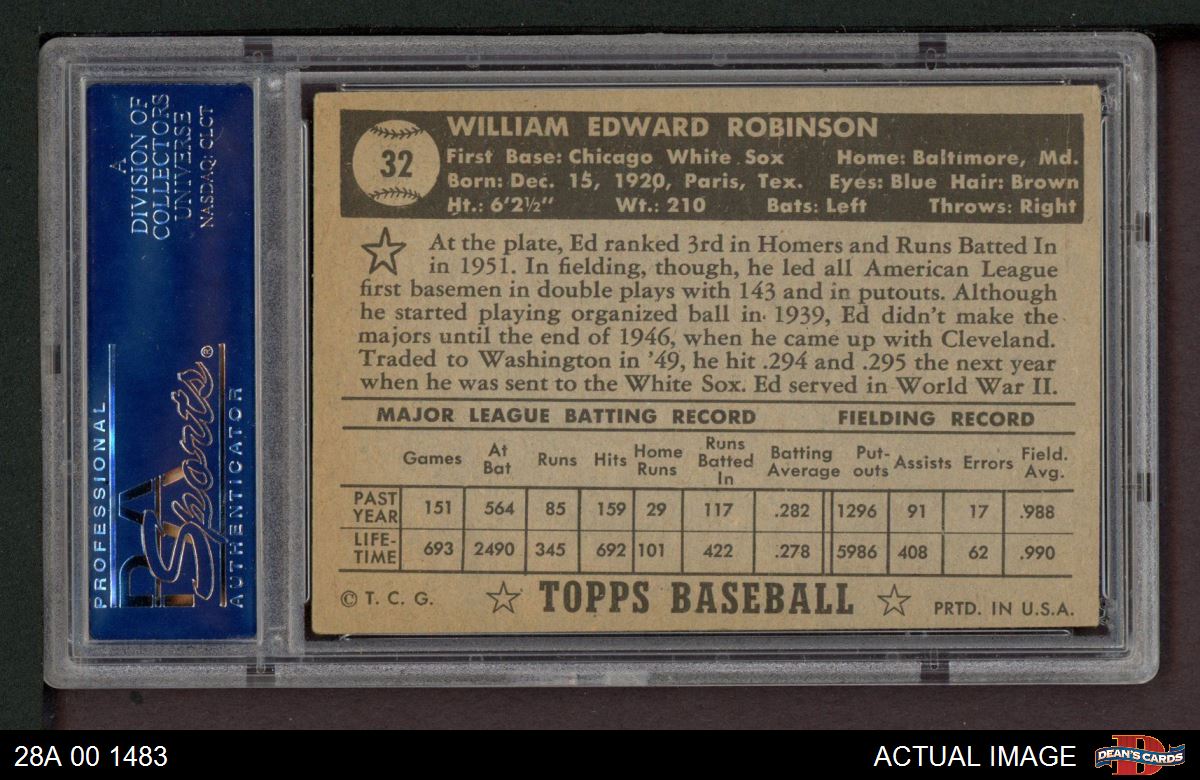 A
DIVISION OF
COLLECTORS
UNIVERSE
NASDAQ: CLCT
PROFESSIONAL
PSA
Sports®
AUTHENTICATOR
32
WILLIAM EDWARD ROBINSON
First Base: Chicago White Sox Home: Baltimore, Md.
Born: Dec. 15, 1920, Paris, Tex. Eyes: Blue Hair: Brown
Ht.: 6'2½" Wt.: 210 Bats: Left Throws: Right
At the plate, Ed ranked 3rd in Homers and Runs Batted In
in 1951. In fielding, though, he led all American League
first basemen in double plays with 143 and in putouts. Although
he started playing organized ball in 1939, Ed didn't make the
majors until the end of 1946, when he came up with Cleveland.
Traded to Washington in '49, he hit .294 and .295 the next year
when he was sent to the White Sox. Ed served in World War II.
MAJOR LEAGUE BATTING RECORD FIELDING RECORD
Games At Bat Runs Hits Home Runs Runs Batted In Batting Average Put-outs Assists Errors Field. Avg.
PAST YEAR 151 564 85 159 29 117 .282 1296 91 17 .988
LIFE-TIME 693 2490 345 692 101 422 .278 5986 408 62 .990
© T. C. G. TOPPS BASEBALL PRTD. IN U.S.A.
28A 00 1483 ACTUAL IMAGE D DEAN'S CARDS